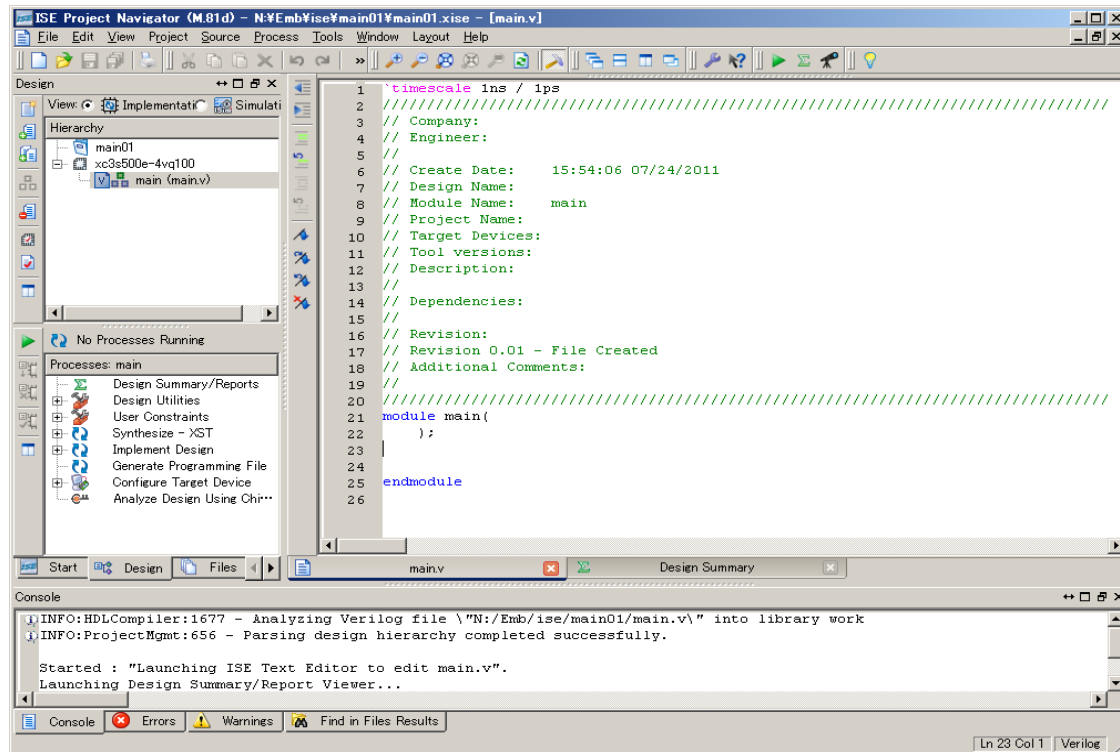 ISE Project Navigator (M.81d) - N:¥Emb¥ise¥main01¥main01.xise - [main.v]
File Edit View Project Source Process Tools Window Layout Help
Design
View: Implementati Simulati
Hierarchy
main01
xc3s500e-4vq100
main (main.v)
No Processes Running
Processes: main
Design Summary/Reports
Design Utilities
User Constraints
Synthesize - XST
Implement Design
Generate Programming File
Configure Target Device
Analyze Design Using Chi…
Start Design Files
1 `timescale 1ns / 1ps
2 //////////////////////////////////////////////////////////////////////////////////
3 // Company:
4 // Engineer:
5 //
6 // Create Date: 15:54:06 07/24/2011
7 // Design Name:
8 // Module Name: main
9 // Project Name:
10 // Target Devices:
11 // Tool versions:
12 // Description:
13 //
14 // Dependencies:
15 //
16 // Revision:
17 // Revision 0.01 - File Created
18 // Additional Comments:
19 //
20 //////////////////////////////////////////////////////////////////////////////////
21 module main(
22 );
23
24
25 endmodule
26
main.v Design Summary
Console
INFO:HDLCompiler:1677 - Analyzing Verilog file \"N:/Emb/ise/main01/main.v\" into library work
INFO:ProjectMgmt:656 - Parsing design hierarchy completed successfully.
Started : "Launching ISE Text Editor to edit main.v".
Launching Design Summary/Report Viewer...
Console Errors Warnings Find in Files Results
Ln 23 Col 1 Verilog